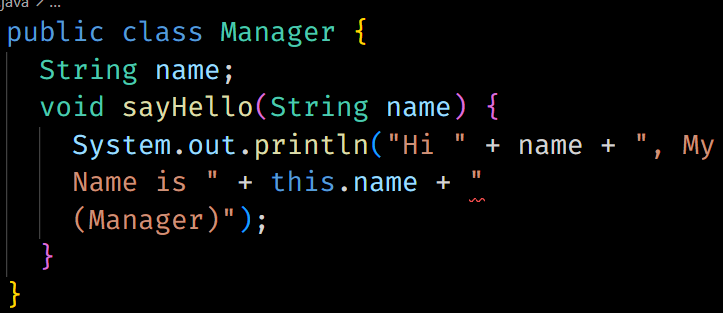 java > ...
public class Manager {
String name;
void sayHello(String name) {
System.out.println("Hi " + name + ", My
Name is " + this.name + "
(Manager)");
}
}